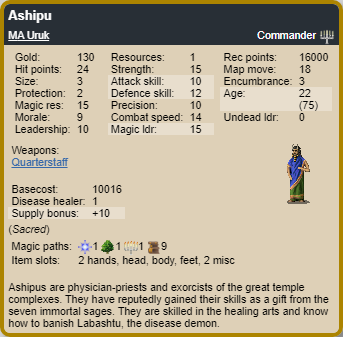 Ashipu
MA Uruk Commander
Gold: 130 Resources: 1 Rec points: 16000
Hit points: 24 Strength: 15 Map move: 18
Size: 3 Attack skill: 10 Encumbrance: 3
Protection: 2 Defence skill: 12 Age: 22
Magic res: 15 Precision: 10 (75)
Morale: 9 Combat speed: 14 Undead ldr: 0
Leadership: 10 Magic ldr: 15
Weapons:
Quarterstaff
Basecost: 10016
Disease healer: 1
Supply bonus: +10
(Sacred)
Magic paths: 1 1 1 9
Item slots: 2 hands, head, body, feet, 2 misc
Ashipus are physician-priests and exorcists of the great temple
complexes. They have reputedly gained their skills as a gift from the
seven immortal sages. They are skilled in the healing arts and know
how to banish Labashtu, the disease demon.